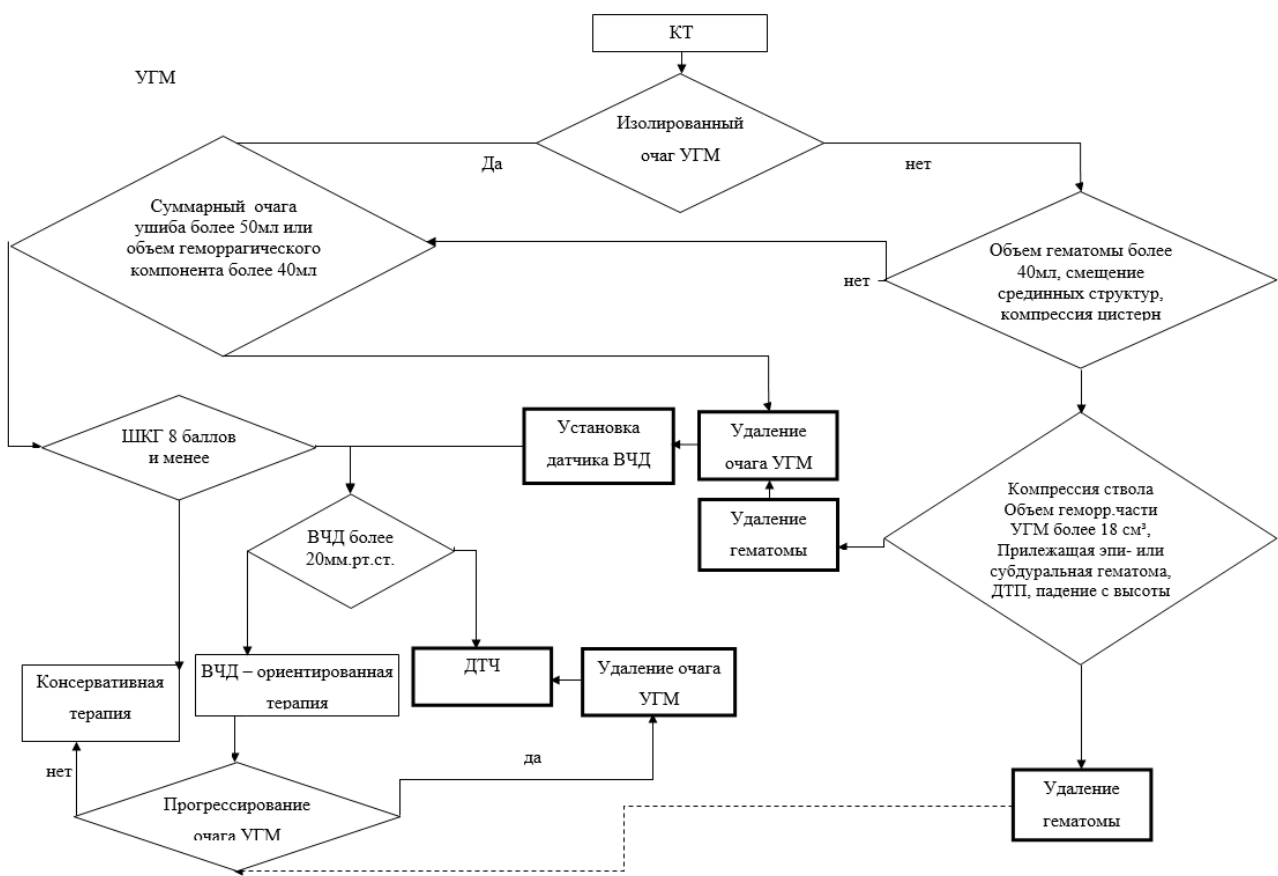 КТ
УГМ
Изолированный
очаг УГМ
Да
нет
Суммарный очага
ушиба более 50мл или
объем геморрагического
компонента более 40мл
Объем гематомы более
40мл, смещение
срединных структур,
компрессия цистерн
нет
ШКГ 8 баллов
и менее
Установка
датчика ВЧД
Удаление
очага УГМ
Удаление
гематомы
Компрессия ствола
Объем геморр.части
УГМ более 18 см³,
Прилежащая эпи- или
субдуральная гематома,
ДТП, падение с высоты
ВЧД более
20мм.рт.ст.
Консервативная
терапия
ВЧД – ориентированная
терапия
ДТЧ
Удаление очага
УГМ
нет
да
Прогрессирование
очага УГМ
Удаление
гематомы